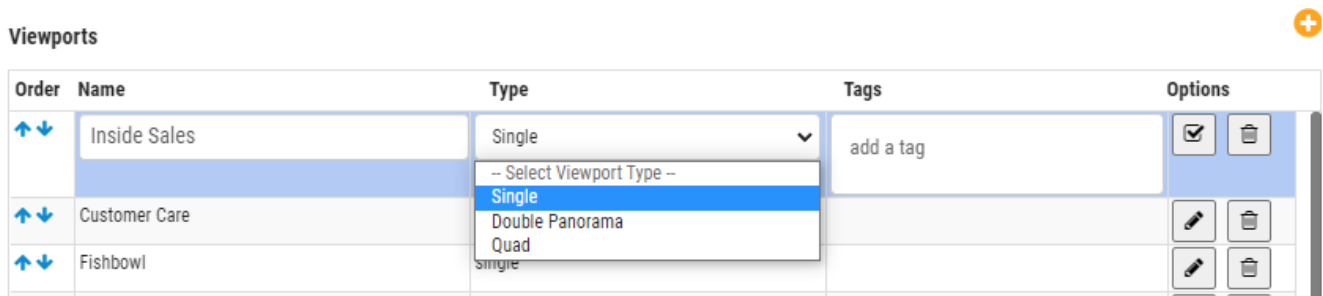 Viewports
Order Name Type Tags Options
Inside Sales Single add a tag
-- Select Viewport Type --
Single
Customer Care Double Panorama
Quad
Fishbowl single